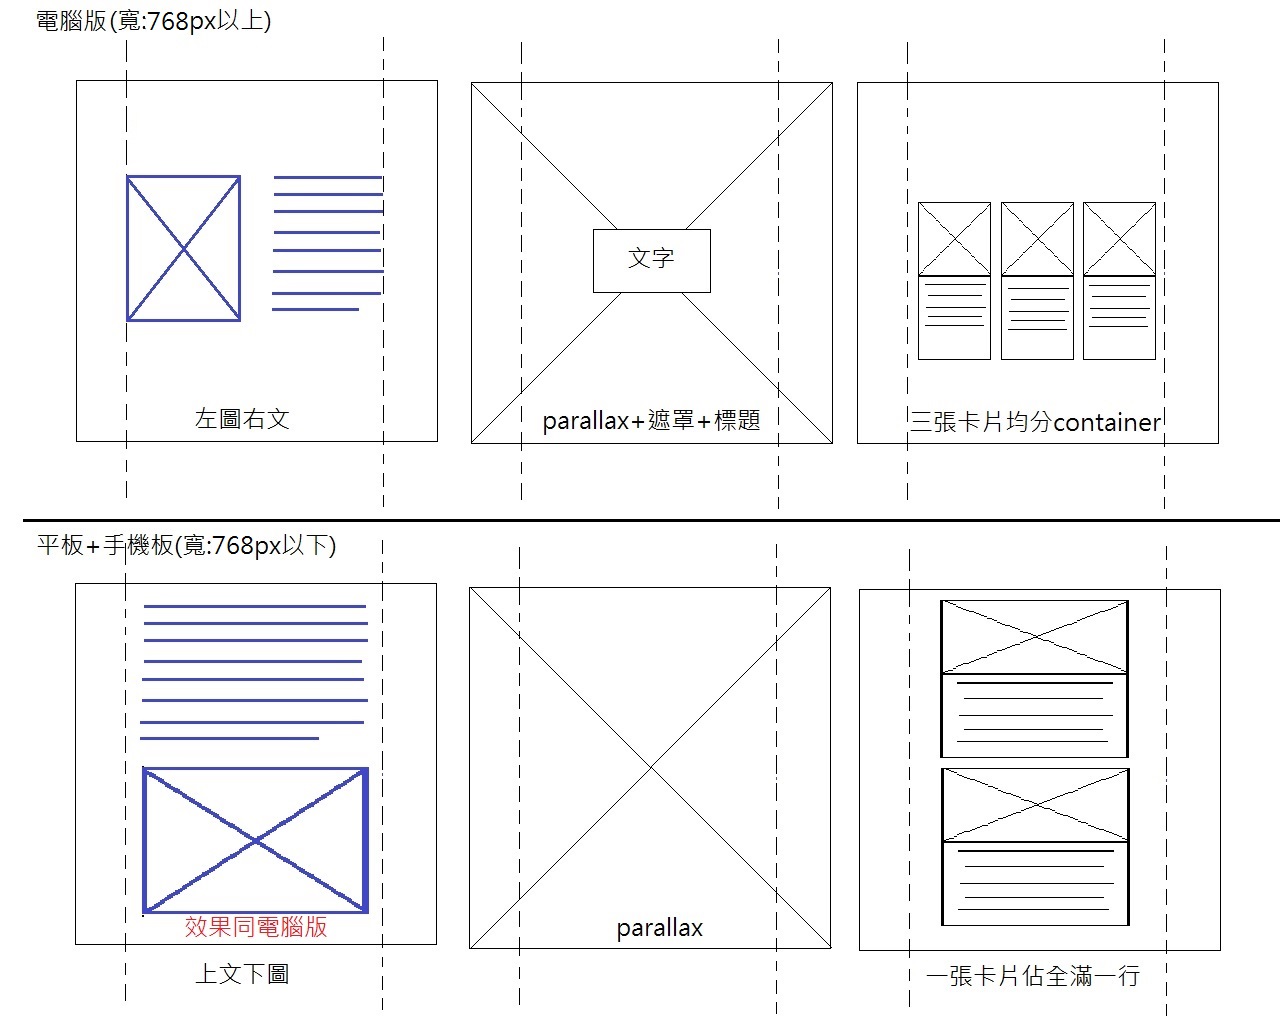 電腦版(寬:768px以上)
文字
左圖右文
parallax+遮罩+標題
三張卡片均分container
平板+手機板(寬:768px以下)
效果同電腦版
parallax
上文下圖
一張卡片佔全滿一行